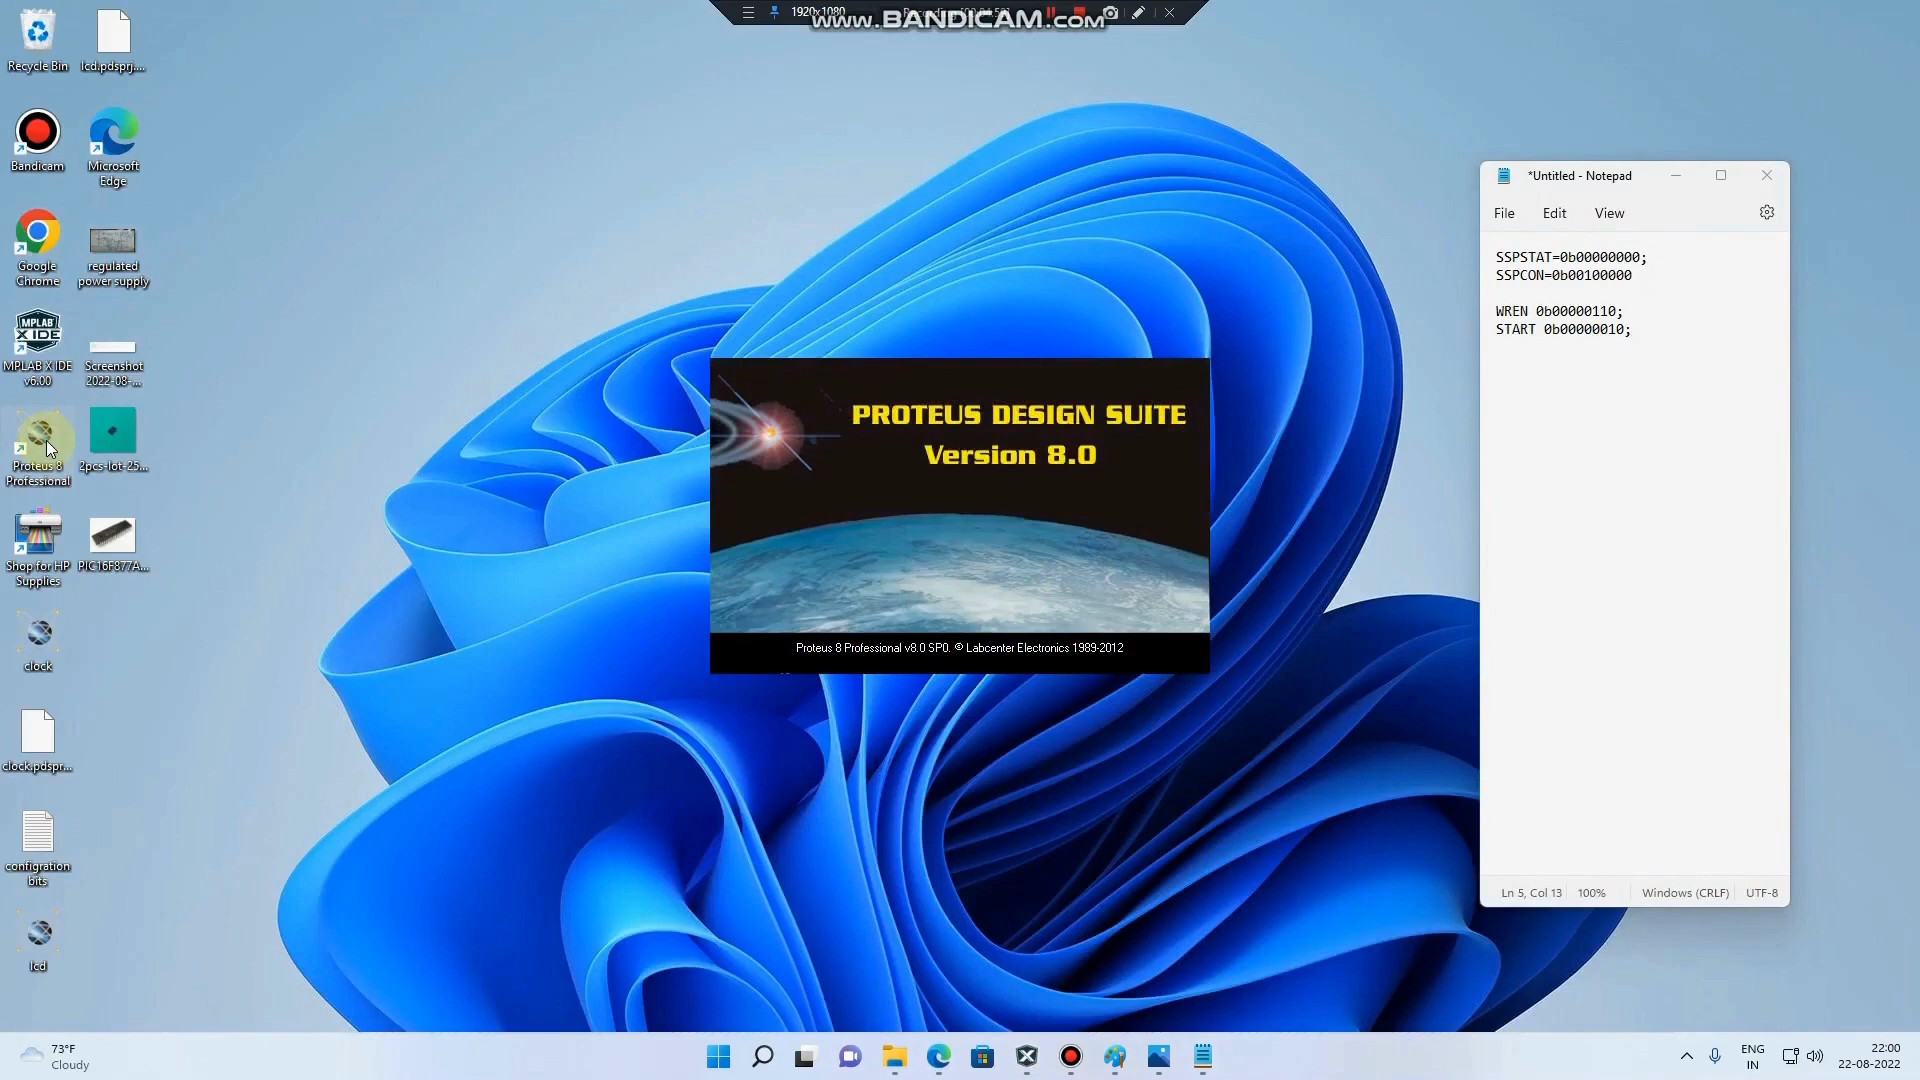 1920x1080
www.BANDICAM.com
Recycle Bin
lcd.pdsprj....
Bandicam
Microsoft
Edge
Google
Chrome
regulated
power supply
MPLAB
X IDE
MPLAB X IDE
v6.00
Screenshot
2022-08-...
Proteus 8
Professional
2pcs-lot-25...
Shop for HP
Supplies
PIC16F877A...
clock
clock.pdspr...
configration
bits
lcd
PROTEUS DESIGN SUITE
Version 8.0
Proteus 8 Professional v8.0 SP0. © Labcenter Electronics 1989-2012
*Untitled - Notepad
File Edit View
SSPSTAT=0b00000000;
SSPCON=0b00100000
WREN 0b00000110;
START 0b00000010;
Ln 5, Col 13 100% Windows (CRLF) UTF-8
73°F
Cloudy
ENG
IN
22:00
22-08-2022